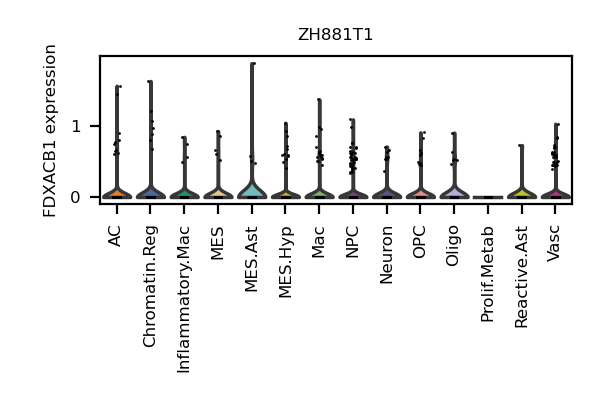 ZH881T1
FDXACB1 expression
1
0
AC
Chromatin.Reg
Inflammatory.Mac
MES
MES.Ast
MES.Hyp
Mac
NPC
Neuron
OPC
Oligo
Prolif.Metab
Reactive.Ast
Vasc